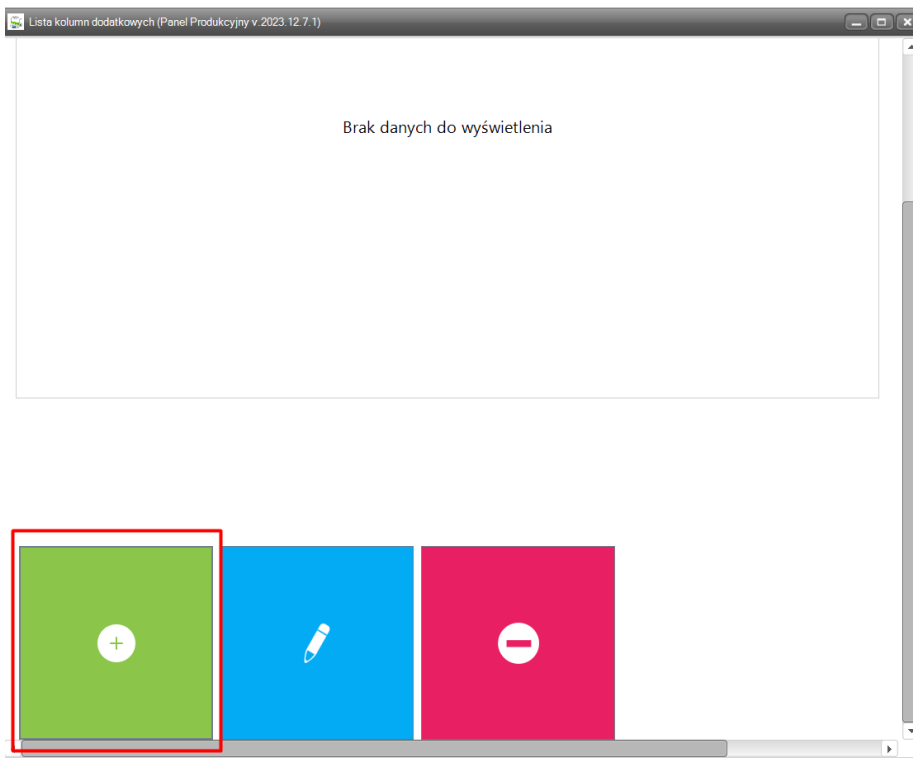 Lista kolumn dodatkowych (Panel Produkcyjny v.2023.12.7.1)
Brak danych do wyświetlenia